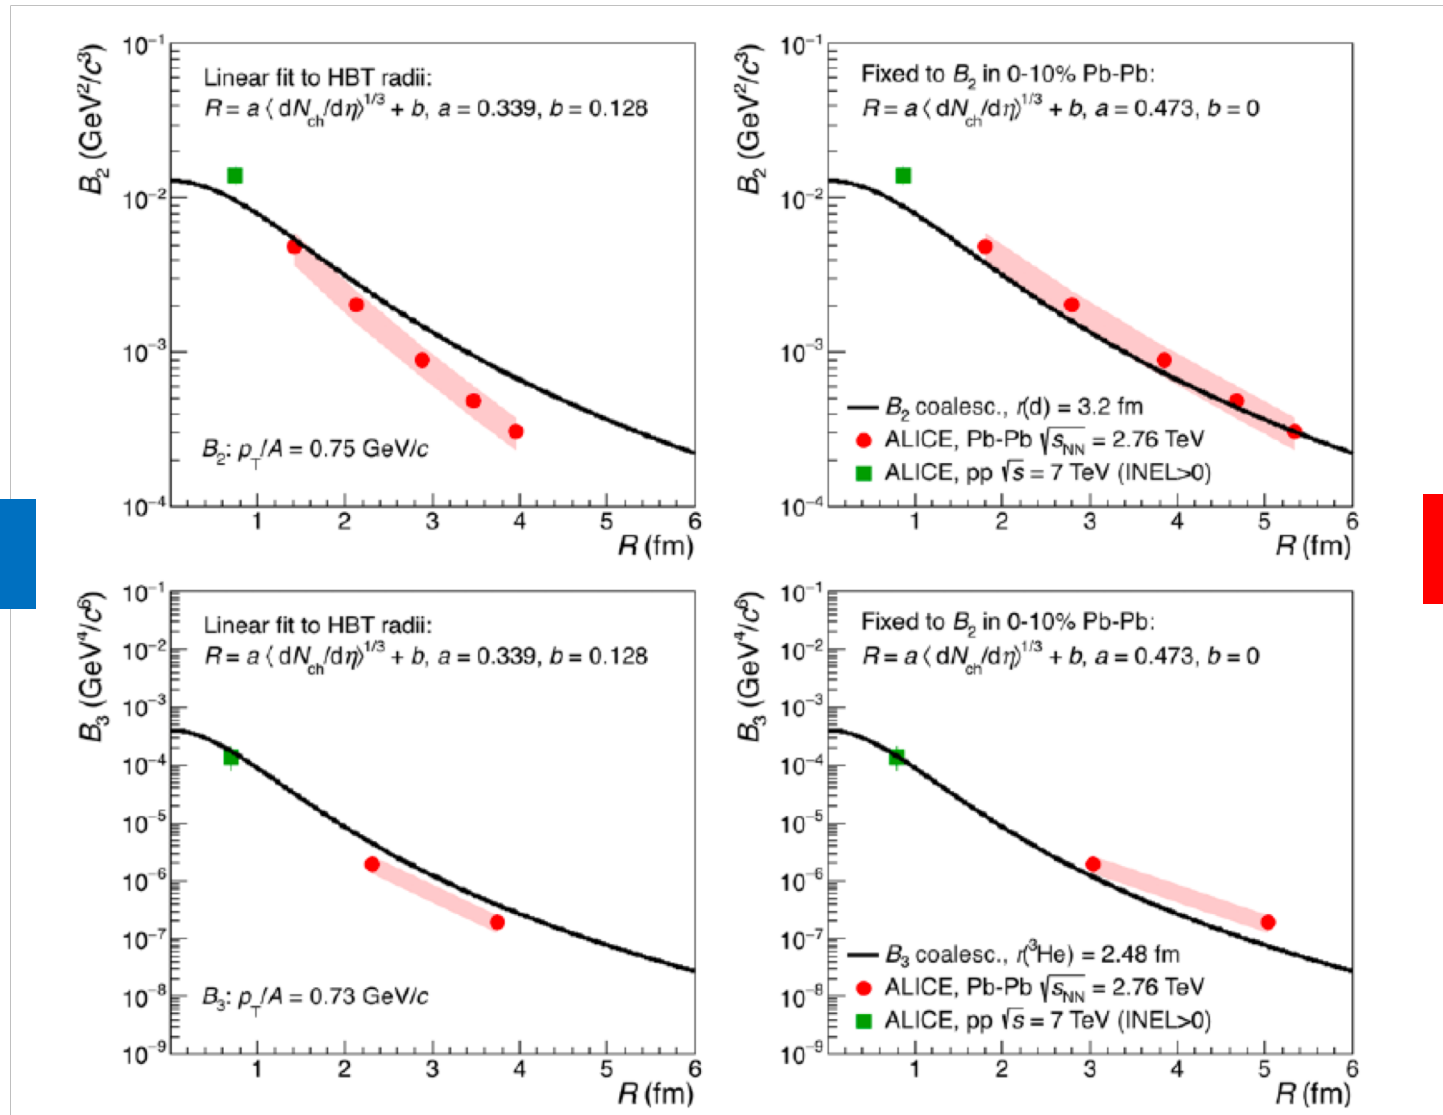 10⁻¹
10⁻²
10⁻³
10⁻⁴
B₂ (GeV²/c³)
Linear fit to HBT radii:
R = a ⟨ dN_ch/dη⟩^1/3 + b, a = 0.339, b = 0.128
B₂: p_T/A = 0.75 GeV/c
1 2 3 4 5 6
R (fm)
10⁻¹
10⁻²
10⁻³
10⁻⁴
B₂ (GeV²/c³)
Fixed to B₂ in 0-10% Pb-Pb:
R = a ⟨ dN_ch/dη⟩^1/3 + b, a = 0.473, b = 0
B₂ coalesc., r(d) = 3.2 fm
ALICE, Pb-Pb √s_NN = 2.76 TeV
ALICE, pp √s = 7 TeV (INEL>0)
1 2 3 4 5 6
R (fm)
10⁻¹
10⁻²
10⁻³
10⁻⁴
10⁻⁵
10⁻⁶
10⁻⁷
10⁻⁸
10⁻⁹
B₃ (GeV⁴/c⁶)
Linear fit to HBT radii:
R = a ⟨ dN_ch/dη⟩^1/3 + b, a = 0.339, b = 0.128
B₃: p_T/A = 0.73 GeV/c
1 2 3 4 5 6
R (fm)
10⁻¹
10⁻²
10⁻³
10⁻⁴
10⁻⁵
10⁻⁶
10⁻⁷
10⁻⁸
10⁻⁹
B₃ (GeV⁴/c⁶)
Fixed to B₂ in 0-10% Pb-Pb:
R = a ⟨ dN_ch/dη⟩^1/3 + b, a = 0.473, b = 0
B₃ coalesc., r(³He) = 2.48 fm
ALICE, Pb-Pb √s_NN = 2.76 TeV
ALICE, pp √s = 7 TeV (INEL>0)
1 2 3 4 5 6
R (fm)